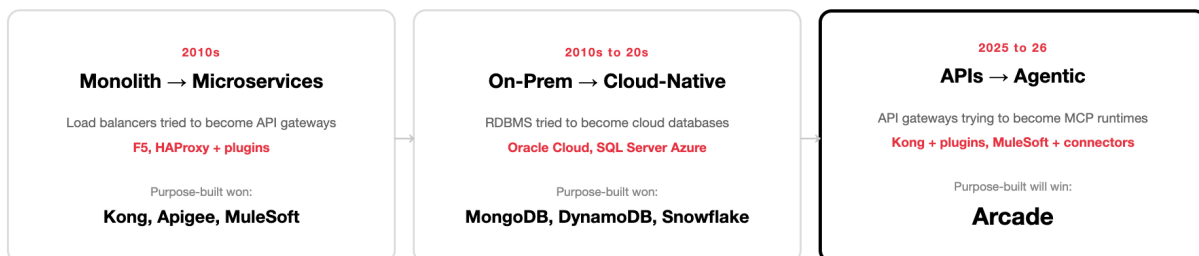 2010s
Monolith → Microservices
Load balancers tried to become API gateways
F5, HAProxy + plugins
Purpose-built won:
Kong, Apigee, MuleSoft
2010s to 20s
On-Prem → Cloud-Native
RDBMS tried to become cloud databases
Oracle Cloud, SQL Server Azure
Purpose-built won:
MongoDB, DynamoDB, Snowflake
2025 to 26
APIs → Agentic
API gateways trying to become MCP runtimes
Kong + plugins, MuleSoft + connectors
Purpose-built will win:
Arcade